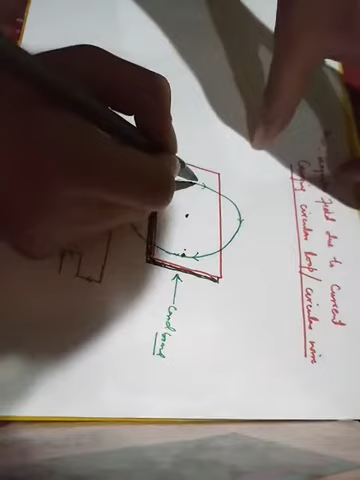 field due to Current
Carrying circular loop/circular wire
Cardboard